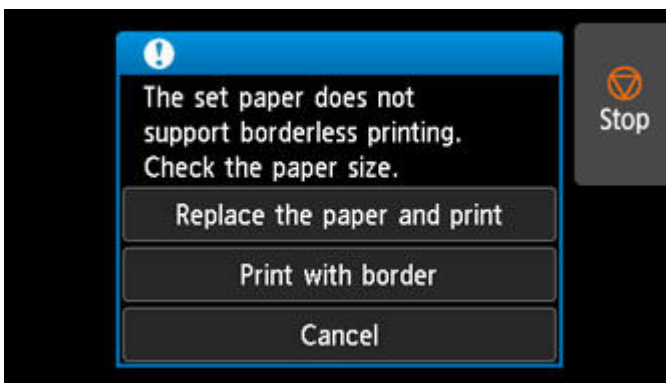 The set paper does not
support borderless printing.
Check the paper size.
Replace the paper and print
Print with border
Cancel
Stop